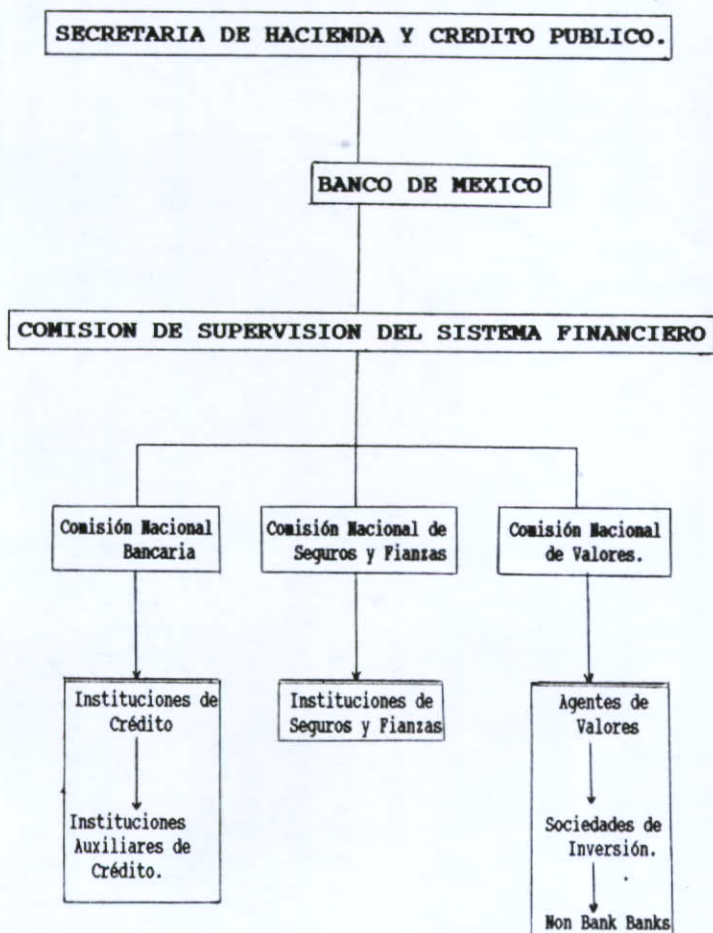 SECRETARIA DE HACIENDA Y CREDITO PUBLICO.
BANCO DE MEXICO
COMISION DE SUPERVISION DEL SISTEMA FINANCIERO
Comisión Nacional
Bancaria
Comisión Nacional de
Seguros y Fianzas
Comisión Nacional
de Valores.
Instituciones de
Crédito
Instituciones
Auxiliares de
Crédito.
Instituciones de
Seguros y Fianzas
Agentes de
Valores
Sociedades de
Inversión.
Non Bank Banks